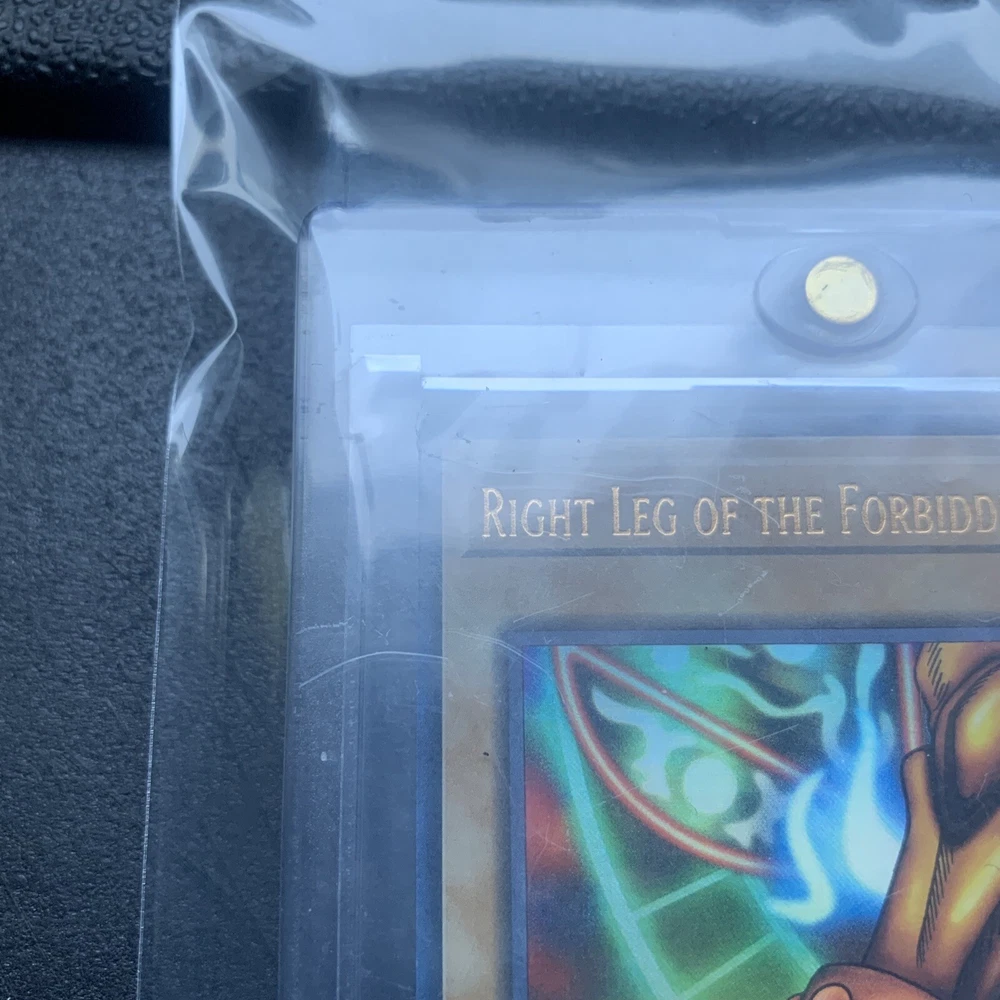 RIGHT LEG OF THE FORBIDD